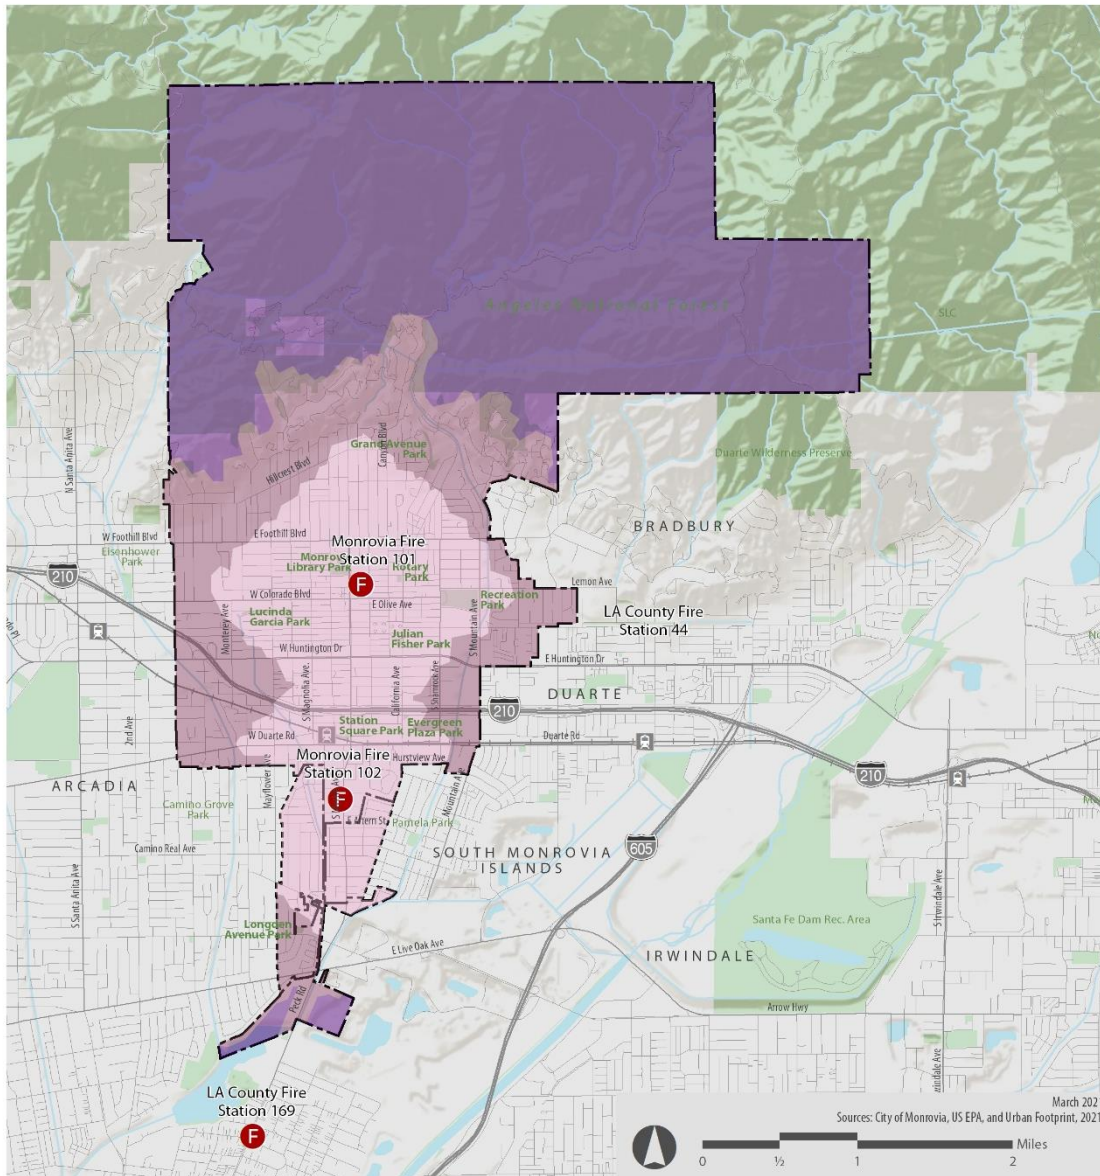 Angeles National Forest
SLC
N Santa Anita Ave
Grand Avenue
Park
Canyon Blvd
Hillcrest Blvd
Duarte Wilderness Preserve
W Foothill Blvd
E Foothill Blvd
Eisenhower
Park
BRADBURY
Monrovia Fire
Station 101
Library Park
Rotary
Park
F
210
W Colorado Blvd
E Olive Ave
Recreation
Park
Lemon Ave
LA County Fire
Station 44
Lucinda
Garcia Park
Monterey Ave
Julian
Fisher Park
S Mountain Ave
W Huntington Dr
E Huntington Dr
S Magnolia Ave.
California Ave
S Shamrock Ave
DUARTE
210
2nd Ave
Station
Square Park
Evergreen
Plaza Park
W Duarte Rd
Duarte Rd
Monrovia Fire
Station 102
Hurstview Ave
210
ARCADIA
Mayflower Ave
F
Mountain Ave
Camino Grove
Park
Pamela Park
Camino Real Ave
605
SOUTH MONROVIA
ISLANDS
S Santa Anita Ave
S Irwindale Ave
Longden
Avenue Park
Santa Fe Dam Rec. Area
E Live Oak Ave
IRWINDALE
Peck Rd
Arrow Hwy
LA County Fire
Station 169
F
March 202
Sources: City of Monrovia, US EPA, and Urban Footprint, 2021
Miles
0 ½ 1 2